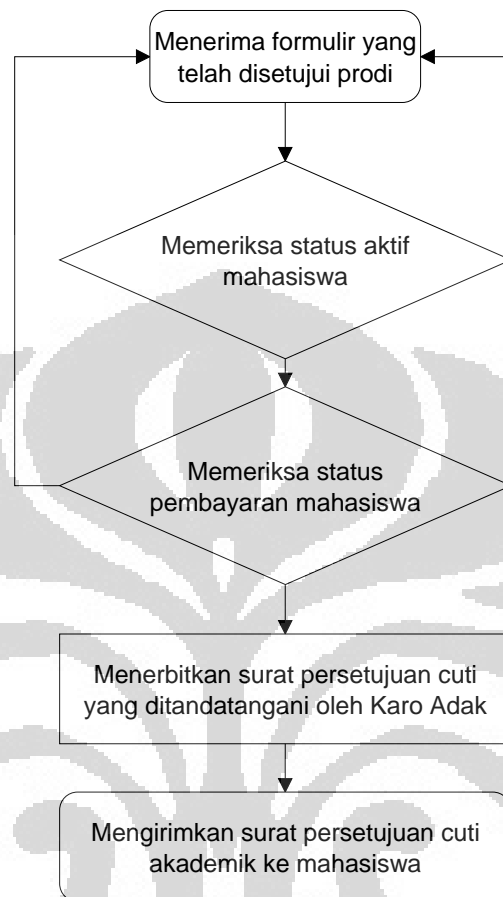 Menerima formulir yang
telah disetujui prodi
Memeriksa status aktif
mahasiswa
Memeriksa status
pembayaran mahasiswa
Menerbitkan surat persetujuan cuti
yang ditandatangani oleh Karo Adak
Mengirimkan surat persetujuan cuti
akademik ke mahasiswa